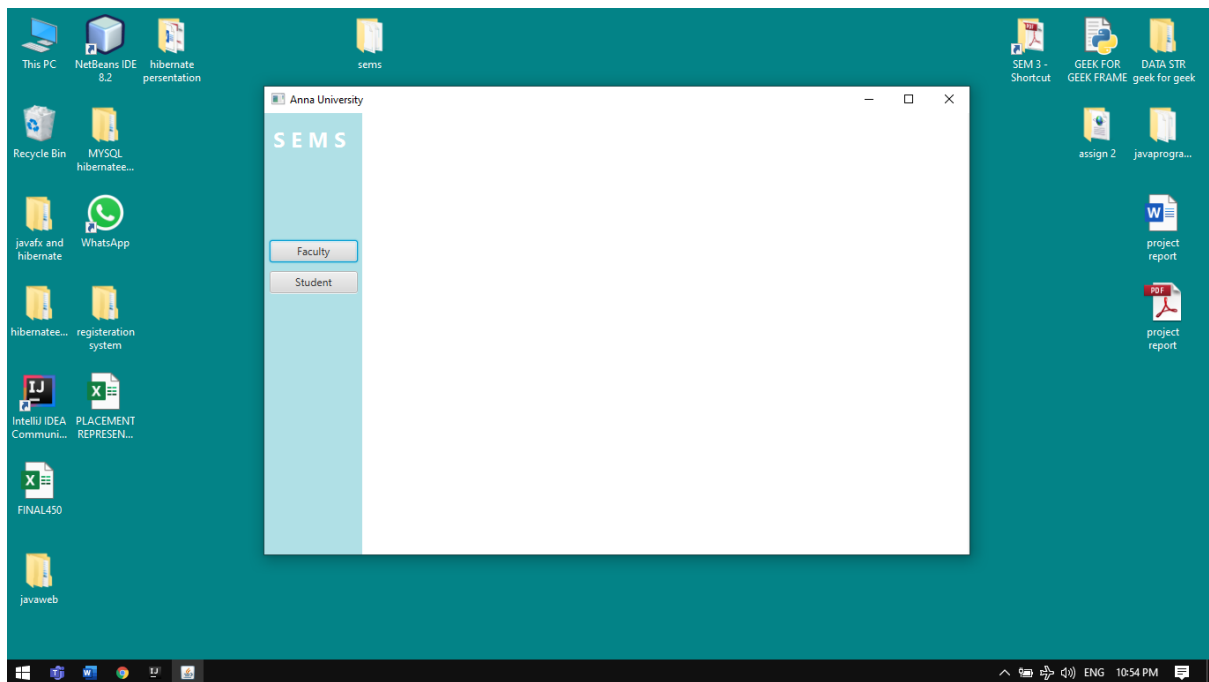 This PC
NetBeans IDE
8.2
hibernate
persentation
sems
SEM 3 -
Shortcut
GEEK FOR
GEEK FRAME
DATA STR
geek for geek
Anna University
S E M S
Faculty
Student
Recycle Bin
MYSQL
hibernatee...
assign 2
javaprogra...
javafx and
hibernate
WhatsApp
project
report
hibernatee...
registeration
system
PDF
project
report
IJ
IntelliJ IDEA
Communi...
PLACEMENT
REPRESEN...
FINAL450
javaweb
ENG
10:54 PM